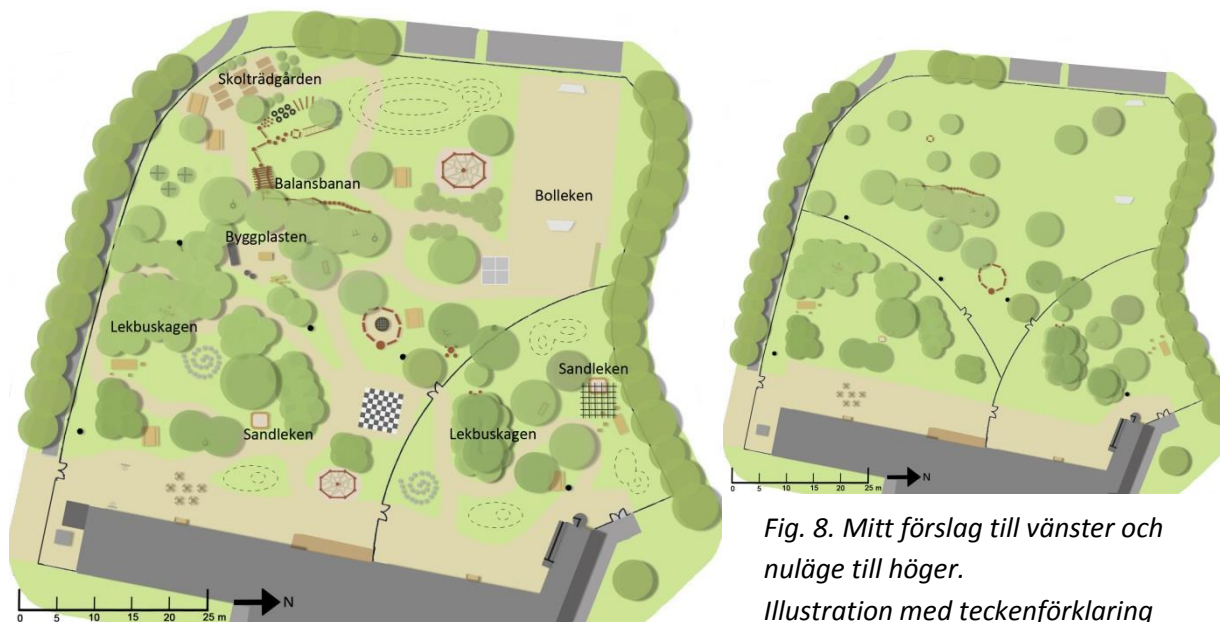 Skolträdgården
Balansbanan
Bolleken
Byggplasten
Lekbuskagen
Sandleken
Sandleken
Lekbuskagen
0 5 10 15 20 25 m N
0 5 10 15 20 25 m N
Fig. 8. Mitt förslag till vänster och
nuläge till höger.
Illustration med teckenförklaring